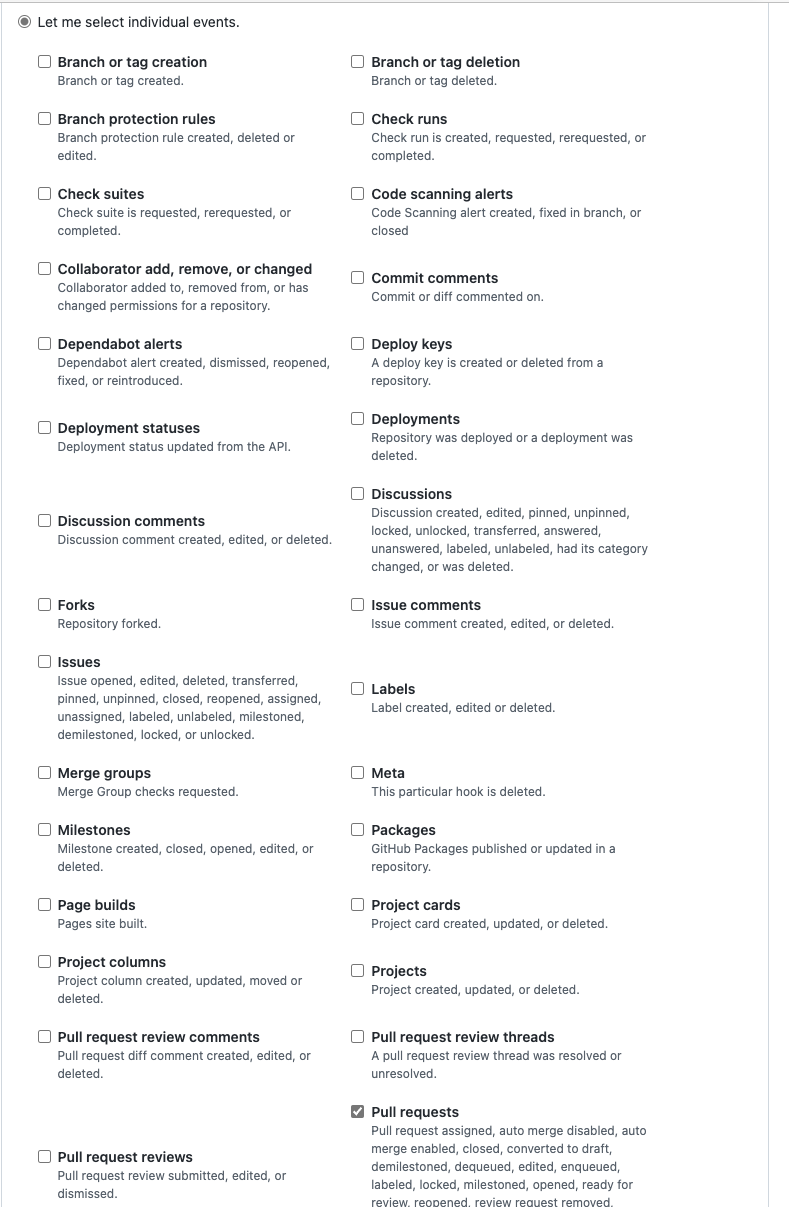 Let me select individual events.
Branch or tag creation
Branch or tag created.
Branch or tag deletion
Branch or tag deleted.
Branch protection rules
Branch protection rule created, deleted or
edited.
Check runs
Check run is created, requested, rerequested, or
completed.
Check suites
Check suite is requested, rerequested, or
completed.
Code scanning alerts
Code Scanning alert created, fixed in branch, or
closed
Collaborator add, remove, or changed
Collaborator added to, removed from, or has
changed permissions for a repository.
Commit comments
Commit or diff commented on.
Dependabot alerts
Dependabot alert created, dismissed, reopened,
fixed, or reintroduced.
Deploy keys
A deploy key is created or deleted from a
repository.
Deployment statuses
Deployment status updated from the API.
Deployments
Repository was deployed or a deployment was
deleted.
Discussion comments
Discussion comment created, edited, or deleted.
Discussions
Discussion created, edited, pinned, unpinned,
locked, unlocked, transferred, answered,
unanswered, labeled, unlabeled, had its category
changed, or was deleted.
Forks
Repository forked.
Issue comments
Issue comment created, edited, or deleted.
Issues
Issue opened, edited, deleted, transferred,
pinned, unpinned, closed, reopened, assigned,
unassigned, labeled, unlabeled, milestoned,
demilestoned, locked, or unlocked.
Labels
Label created, edited or deleted.
Merge groups
Merge Group checks requested.
Meta
This particular hook is deleted.
Milestones
Milestone created, closed, opened, edited, or
deleted.
Packages
GitHub Packages published or updated in a
repository.
Page builds
Pages site built.
Project cards
Project card created, updated, or deleted.
Project columns
Project column created, updated, moved or
deleted.
Projects
Project created, updated, or deleted.
Pull request review comments
Pull request diff comment created, edited, or
deleted.
Pull request review threads
A pull request review thread was resolved or
unresolved.
Pull request reviews
Pull request review submitted, edited, or
dismissed.
Pull requests
Pull request assigned, auto merge disabled, auto
merge enabled, closed, converted to draft,
demilestoned, dequeued, edited, enqueued,
labeled, locked, milestoned, opened, ready for
review, reopened, review request removed,